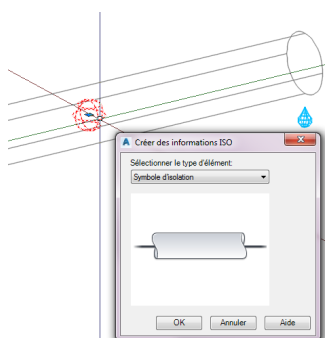 Créer des informations ISO
Sélectionner le type d'élément:
Symbole d'isolation
OK
Annuler
Aide